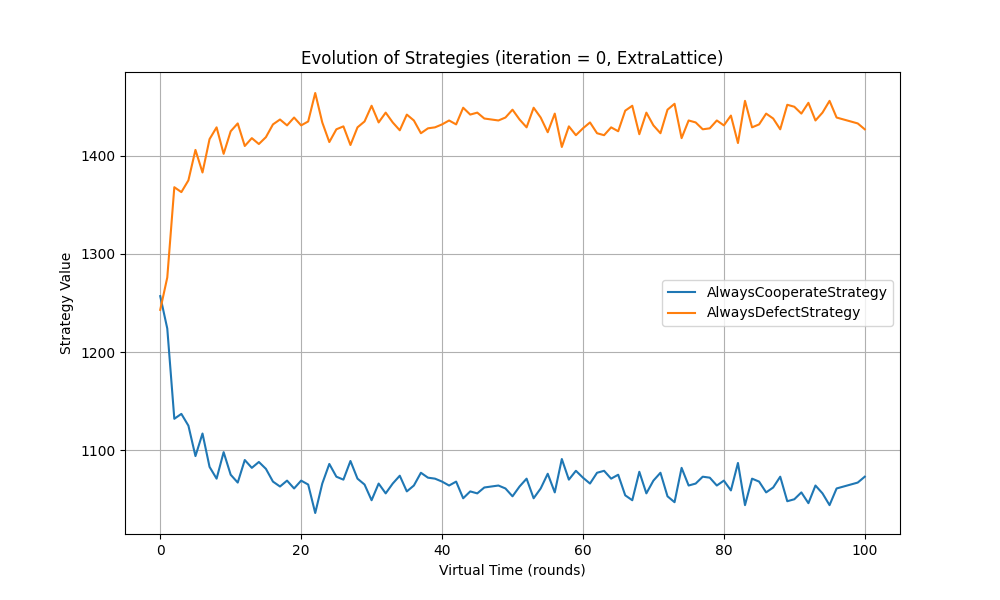 Evolution of Strategies (iteration = 0, ExtraLattice)
Strategy Value
1400
1300
1200
1100
AlwaysCooperateStrategy
AlwaysDefectStrategy
0 20 40 60 80 100
Virtual Time (rounds)